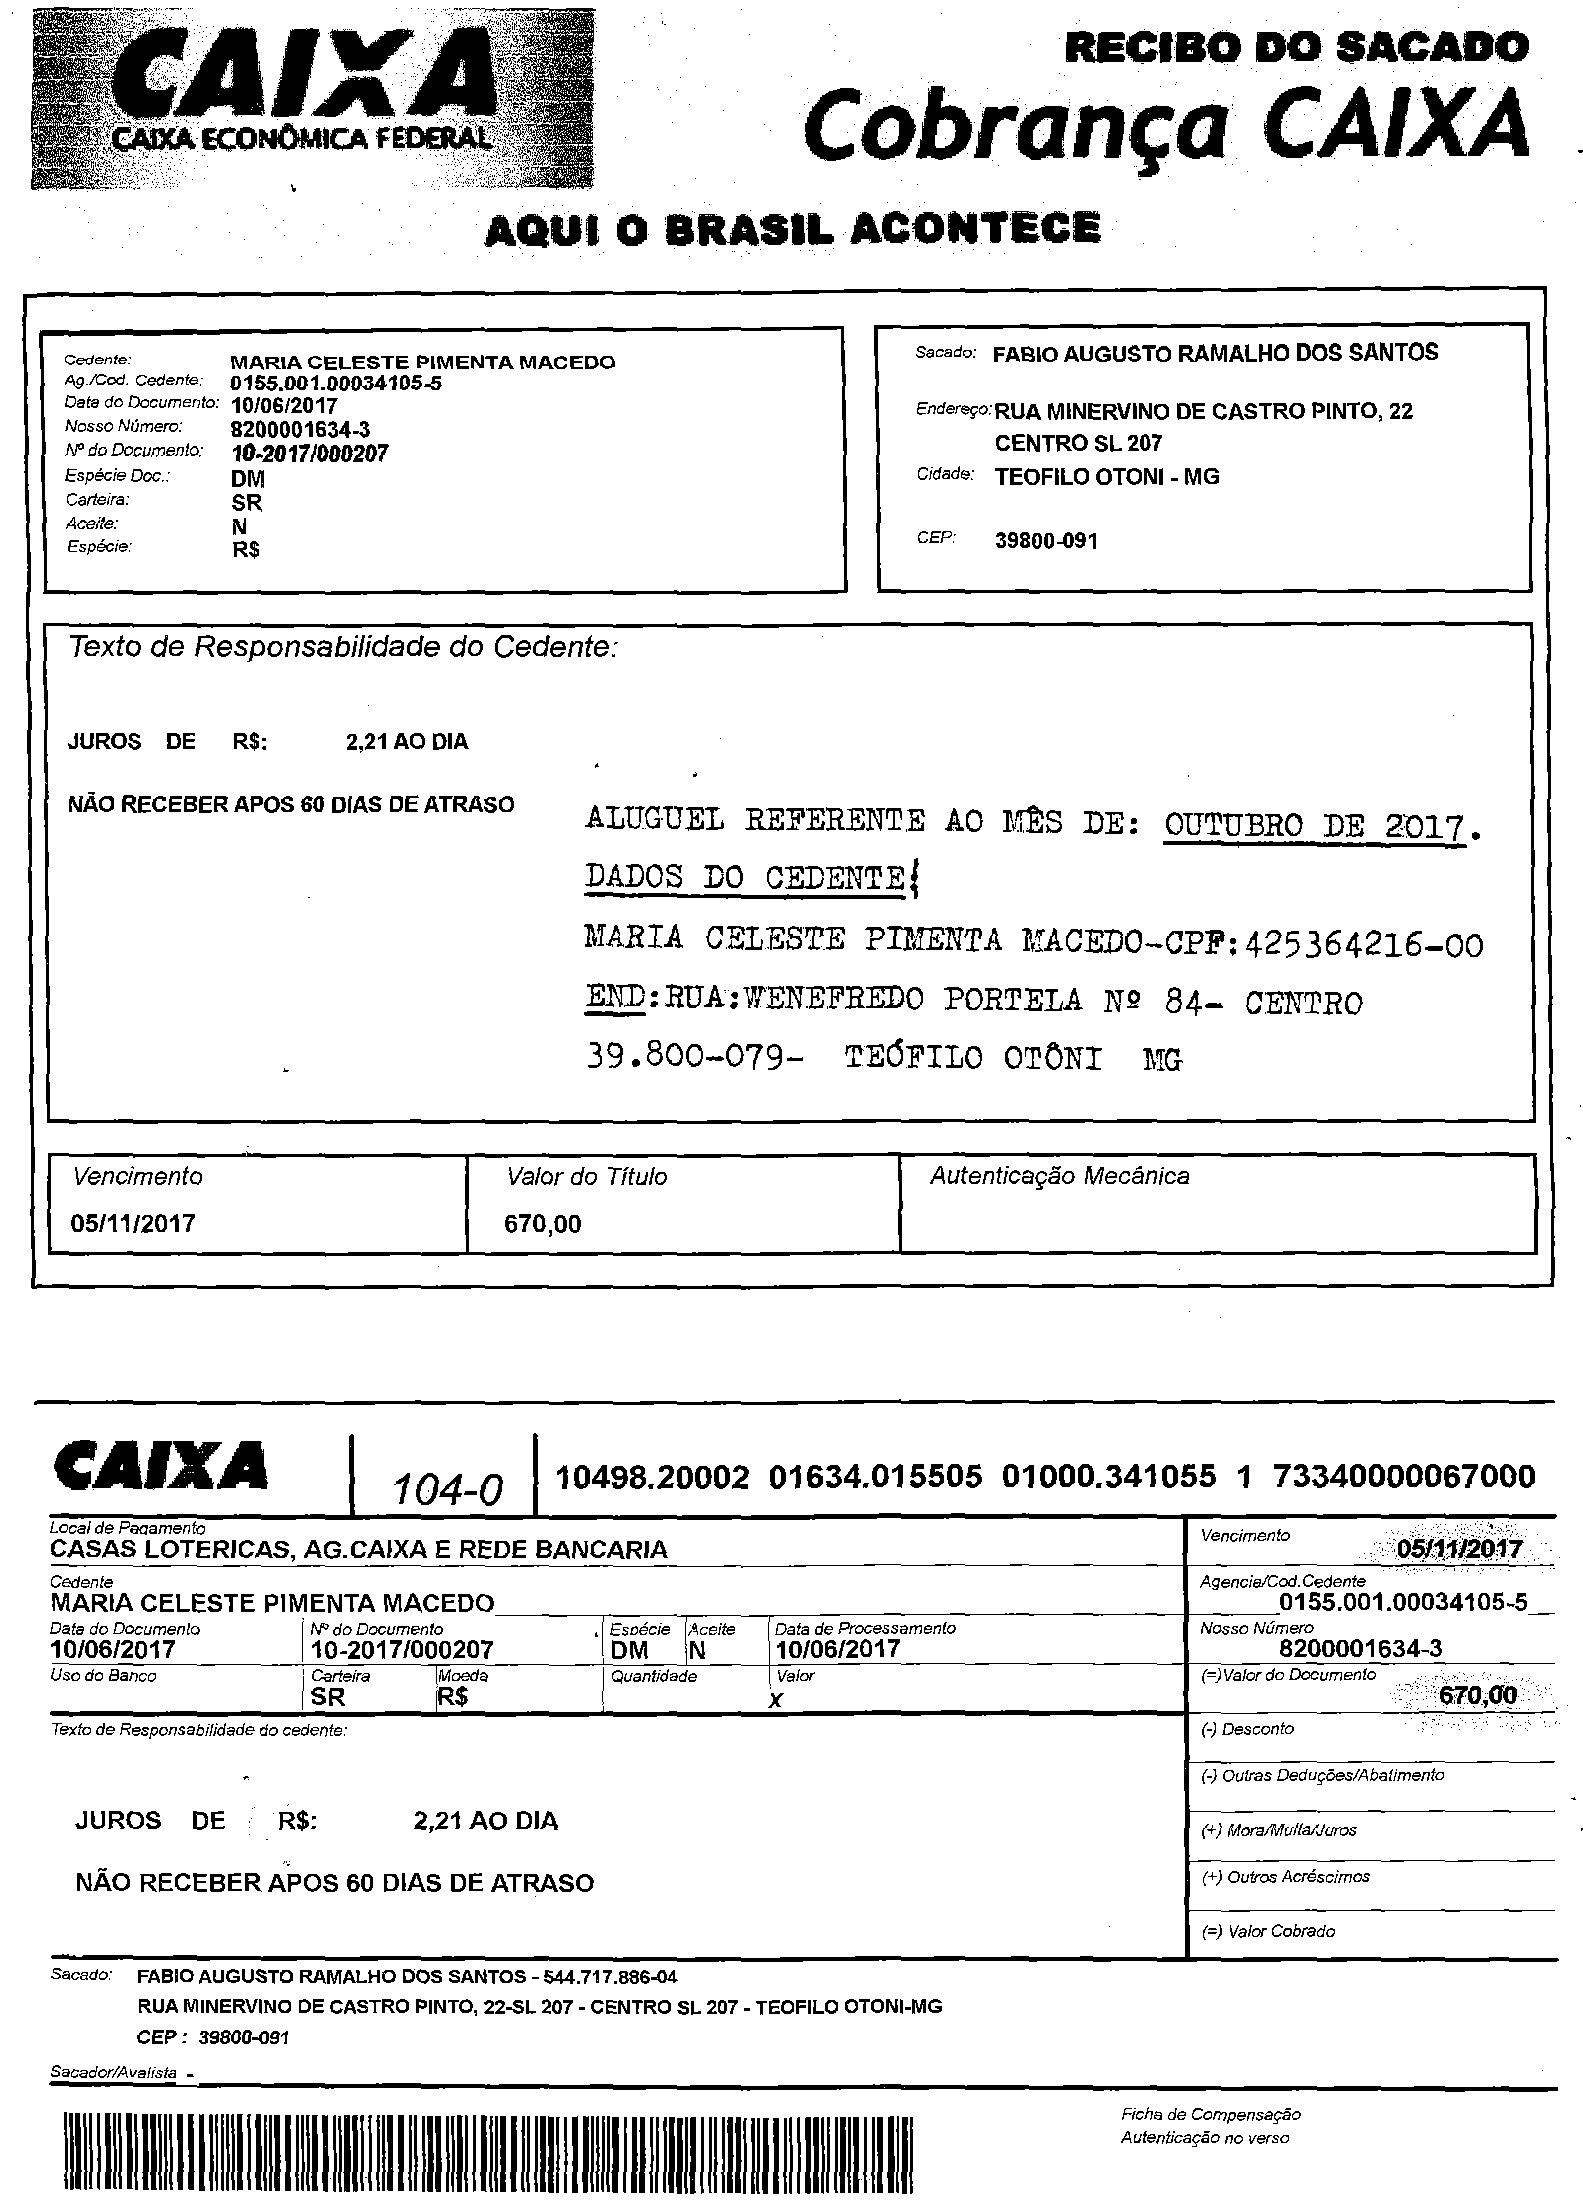 CAIXA
CAIXA ECONÔMICA FEDERAL
RECIBO DO SACADO
Cobrança CAIXA
AQUI O BRASIL ACONTECE
Cedente: MARIA CELESTE PIMENTA MACEDO
Ag./Cod. Cedente: 0155.001.00034105-5
Data do Documento: 10/06/2017
Nosso Número: 8200001634-3
Nº do Documento: 10-2017/000207
Espécie Doc.: DM
Carteira: SR
Aceite: N
Espécie: R$
Sacado: FABIO AUGUSTO RAMALHO DOS SANTOS
Endereço: RUA MINERVINO DE CASTRO PINTO, 22
CENTRO SL 207
Cidade: TEOFILO OTONI - MG
CEP: 39800-091
Texto de Responsabilidade do Cedente:
JUROS DE R$: 2,21 AO DIA
NÃO RECEBER APOS 60 DIAS DE ATRASO
ALUGUEL REFERENTE AO MÊS DE: OUTUBRO DE 2017.
DADOS DO CEDENTE:
MARIA CELESTE PIMENTA MACEDO-CPF:425364216-00
END:RUA:WENEFREDO PORTELA Nº 84- CENTRO
39.800-079- TEÓFILO OTÔNI MG
Vencimento Valor do Título Autenticação Mecânica
05/11/2017 670,00
CAIXA 104-0 10498.20002 01634.015505 01000.341055 1 73340000067000
Local de Pagamento Vencimento
CASAS LOTERICAS, AG.CAIXA E REDE BANCARIA 05/11/2017
Cedente Agencia/Cod.Cedente
MARIA CELESTE PIMENTA MACEDO 0155.001.00034105-5
Data do Documento Nº do Documento Espécie Aceite Data de Processamento Nosso Número
10/06/2017 10-2017/000207 DM N 10/06/2017 8200001634-3
Uso do Banco Carteira Moeda Quantidade Valor (=)Valor do Documento
SR R$ X 670,00
Texto de Responsabilidade do cedente: (-) Desconto
(-) Outras Deduções/Abatimento
JUROS DE R$: 2,21 AO DIA
(+) Mora/Multa/Juros
NÃO RECEBER APOS 60 DIAS DE ATRASO
(+) Outros Acréscimos
(=) Valor Cobrado
Sacado: FABIO AUGUSTO RAMALHO DOS SANTOS - 544.717.886-04
RUA MINERVINO DE CASTRO PINTO, 22-SL 207 - CENTRO SL 207 - TEOFILO OTONI-MG
CEP : 39800-091
Sacador/Avalista -
Ficha de Compensação
Autenticação no verso